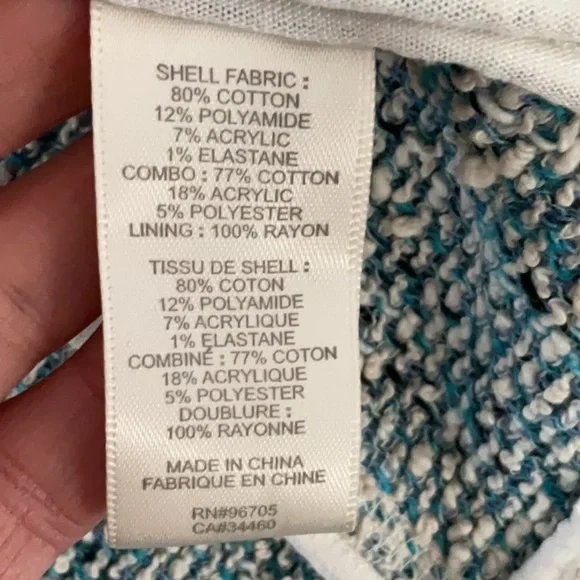 SHELL FABRIC :
80% COTTON
12% POLYAMIDE
7% ACRYLIC
1% ELASTANE
COMBO : 77% COTTON
18% ACRYLIC
5% POLYESTER
LINING : 100% RAYON
TISSU DE SHELL :
80% COTON
12% POLYAMIDE
7% ACRYLIQUE
1% ELASTANE
COMBINÉ : 77% COTON
18% ACRYLIQUE
5% POLYESTER
DOUBLURE :
100% RAYONNE
MADE IN CHINA
FABRIQUE EN CHINE
RN#96705
CA#34460